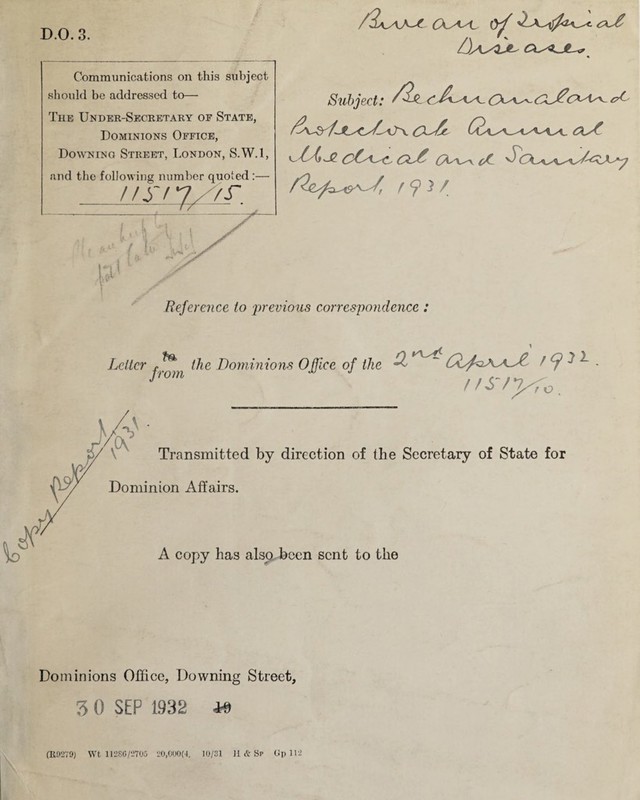 D.O. 3.
Bureau of Tropical
Diseases.
Communications on this subject
should be addressed to—
THE UNDER-SECRETARY OF STATE,
DOMINIONS OFFICE,
DOWNING STREET, LONDON, S.W.1,
and the following number quoted:—
11517/15.
Subject: Bechuanaland
Protectorate Annual
Medical and Sanitary
Report, 1931.
Reference to previous correspondence :
Letter to from the Dominions Office of the 2nd April 1932.
11517/10.
Copy Report
1931.
Transmitted by direction of the Secretary of State for
Dominion Affairs.
A copy has also been sent to the
Dominions Office, Downing Street,
30 SEP 1932 19
(R9279) Wt 11286/2705 20,000(4) 10/31 H & Sp Gp 112